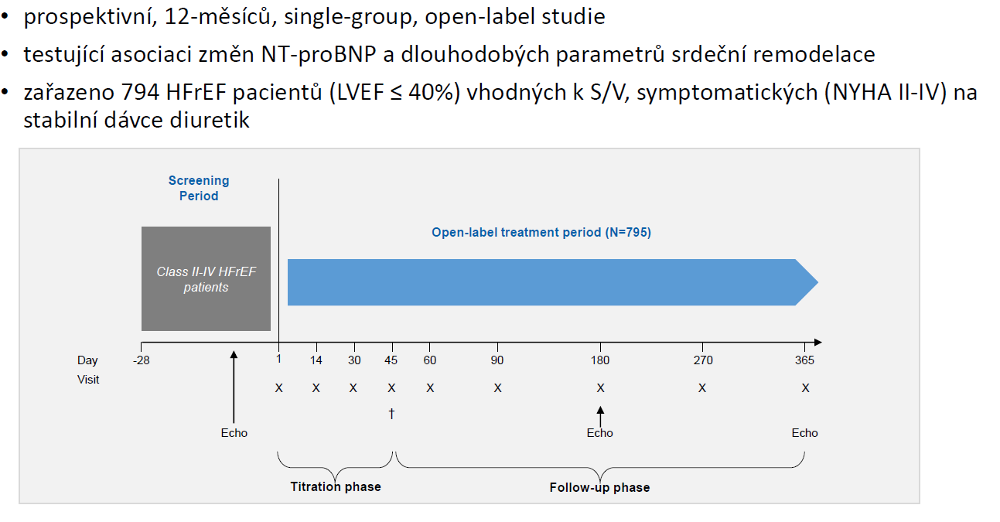 • prospektivní, 12-měsíců, single-group, open-label studie
• testující asociaci změn NT-proBNP a dlouhodobých parametrů srdeční remodelace
• zařazeno 794 HFrEF pacientů (LVEF ≤ 40%) vhodných k S/V, symptomatických (NYHA II-IV) na
stabilní dávce diuretik
Screening
Period
Open-label treatment period (N=795)
Class II-IV HFrEF
patients
Day -28 1 14 30 45 60 90 180 270 365
Visit X X X X X X X X X
†
Echo Echo Echo
Titration phase Follow-up phase